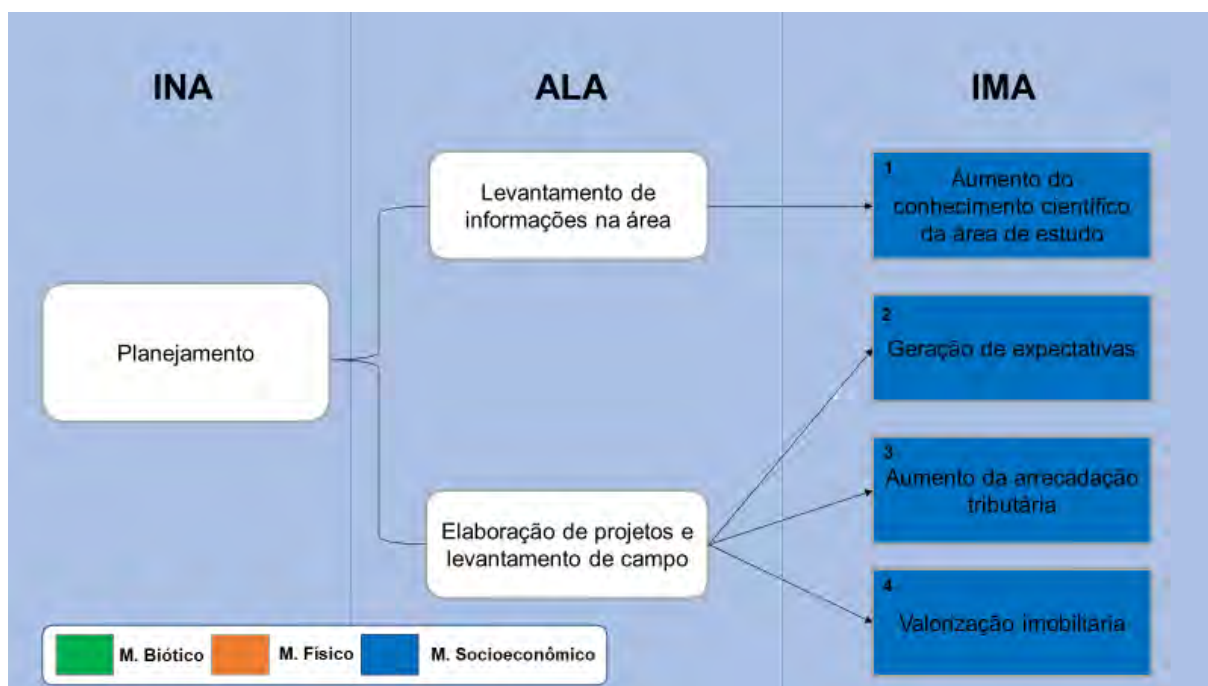 INA
ALA
IMA
Planejamento
Levantamento de
informações na área
Elaboração de projetos e
levantamento de campo
1
Aumento do
conhecimento científico
da área de estudo
2
Geração de expectativas
3
Aumento da arrecadação
tributária
4
Valorização imobiliária
M. Biótico
M. Físico
M. Socioeconômico